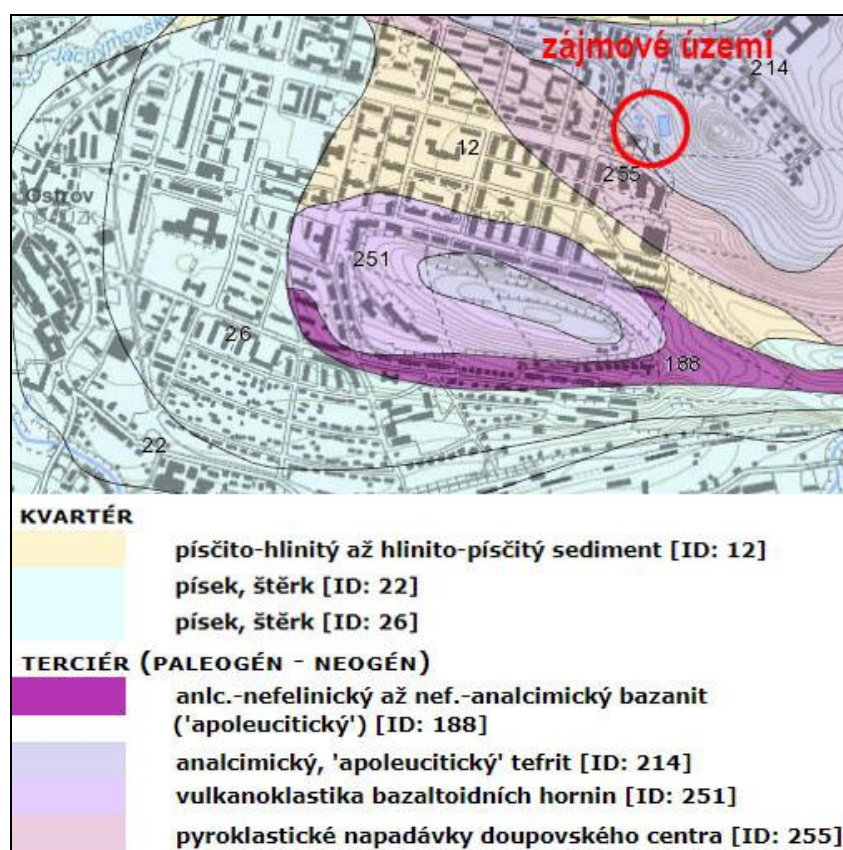 Jáchymovsk
zájmové území
214
12
255
Ostrov
251
26
188
22
KVARTÉR
písčito-hlinitý až hlinito-písčitý sediment [ID: 12]
písek, štěrk [ID: 22]
písek, štěrk [ID: 26]
TERCIÉR (PALEOGÉN - NEOGÉN)
anlc.-nefelinický až nef.-analcimický bazanit
('apoleucitický') [ID: 188]
analcimický, 'apoleucitický' tefrit [ID: 214]
vulkanoklastika bazaltoidních hornin [ID: 251]
pyroklastické napadávky doupovského centra [ID: 255]